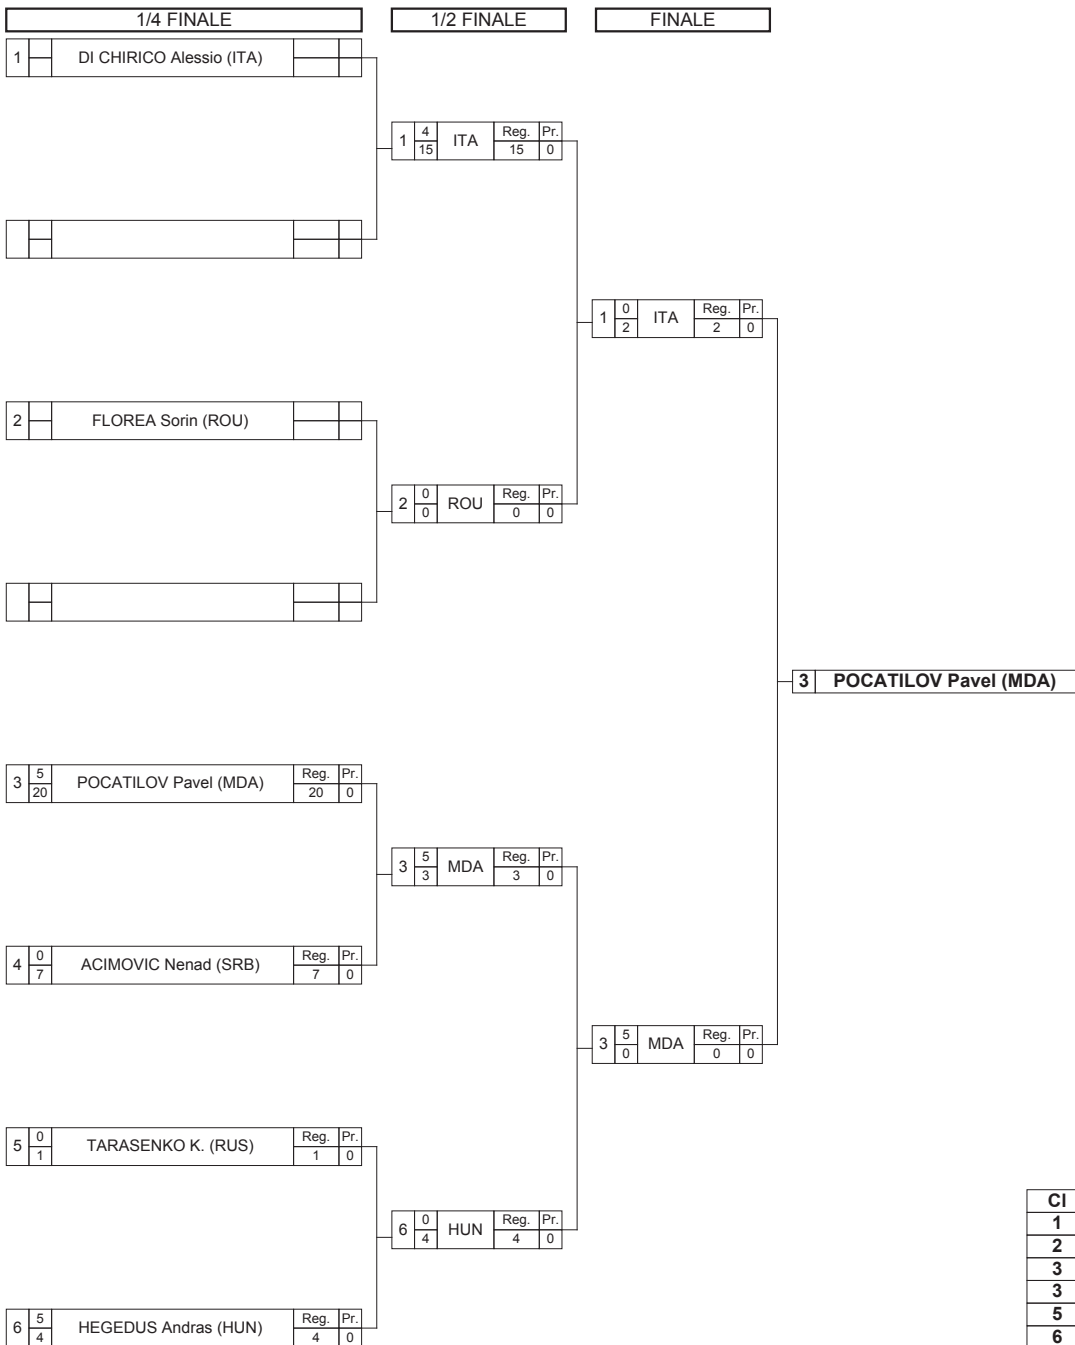 1/4 FINALE 1/2 FINALE FINALE
1 DI CHIRICO Alessio (ITA)
1 4 15 ITA Reg. 15 Pr. 0
1 0 2 ITA Reg. 2 Pr. 0
2 FLOREA Sorin (ROU)
2 0 0 ROU Reg. 0 Pr. 0
3 POCATILOV Pavel (MDA)
3 5 20 POCATILOV Pavel (MDA) Reg. 20 Pr. 0
3 5 3 MDA Reg. 3 Pr. 0
4 0 7 ACIMOVIC Nenad (SRB) Reg. 7 Pr. 0
3 5 0 MDA Reg. 0 Pr. 0
5 0 1 TARASENKO K. (RUS) Reg. 1 Pr. 0
6 0 4 HUN Reg. 4 Pr. 0
6 5 4 HEGEDUS Andras (HUN) Reg. 4 Pr. 0
Cl
1
2
3
3
5
6